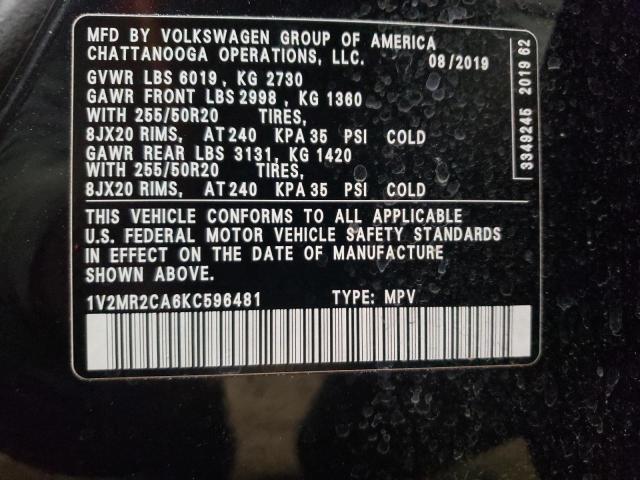 MFD BY VOLKSWAGEN GROUP OF AMERICA
CHATTANOOGA OPERATIONS, LLC. 08/2019
GVWR LBS 6019, KG 2730
GAWR FRONT LBS 2998, KG 1360
WITH 255/50R20 TIRES,
8JX20 RIMS, AT 240 KPA 35 PSI COLD
GAWR REAR LBS 3131, KG 1420
WITH 255/50R20 TIRES,
8JX20 RIMS, AT 240 KPA 35 PSI COLD
THIS VEHICLE CONFORMS TO ALL APPLICABLE
U.S. FEDERAL MOTOR VEHICLE SAFETY STANDARDS
IN EFFECT ON THE DATE OF MANUFACTURE
SHOWN ABOVE.
1V2MR2CA6KC596481 TYPE: MPV
3349245 2019 62